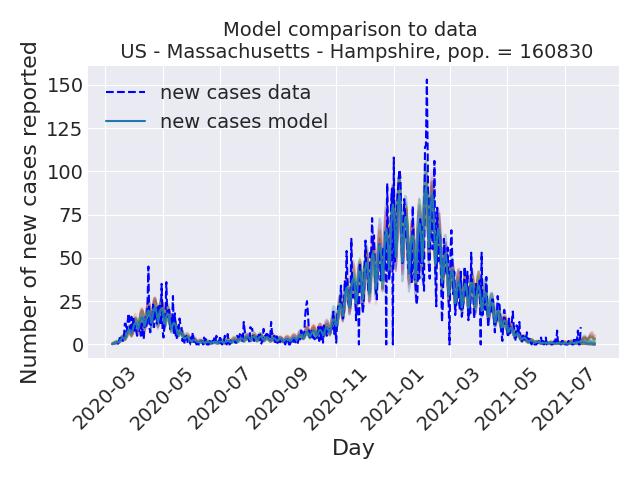 Model comparison to data
US - Massachusetts - Hampshire, pop. = 160830
Number of new cases reported
150
125
100
75
50
25
0
new cases data
new cases model
2020-03
2020-05
2020-07
2020-09
2020-11
2021-01
2021-03
2021-05
2021-07
Day